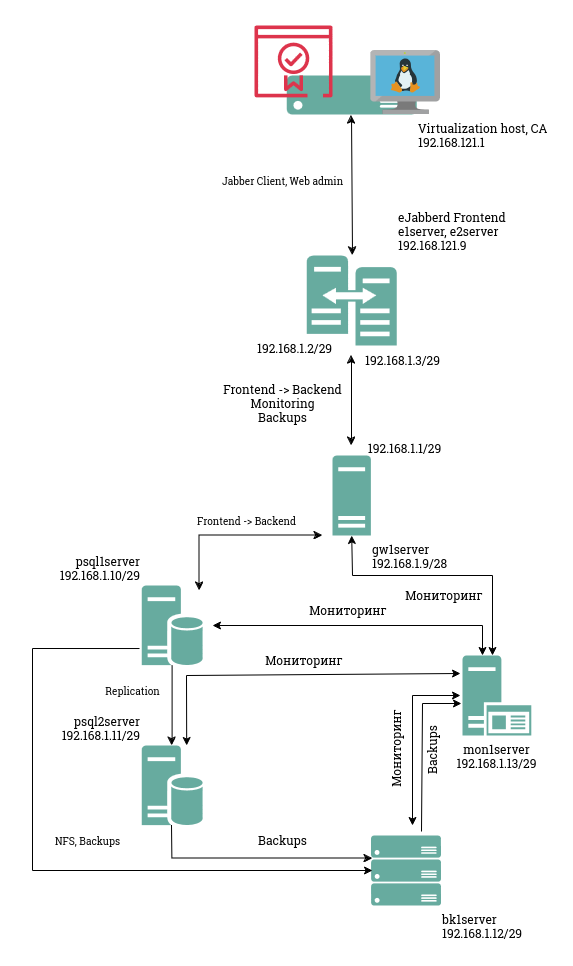 Virtualization host, CA
192.168.121.1
Jabber Client, Web admin
eJabberd Frontend
e1server, e2server
192.168.121.9
192.168.1.2/29
192.168.1.3/29
Frontend -> Backend
Monitoring
Backups
192.168.1.1/29
Frontend -> Backend
gw1server
192.168.1.9/28
psql1server
192.168.1.10/29
Мониторинг
Мониторинг
Мониторинг
Replication
psql2server
192.168.1.11/29
Мониторинг
Backups
mon1server
192.168.1.13/29
NFS, Backups
Backups
bk1server
192.168.1.12/29